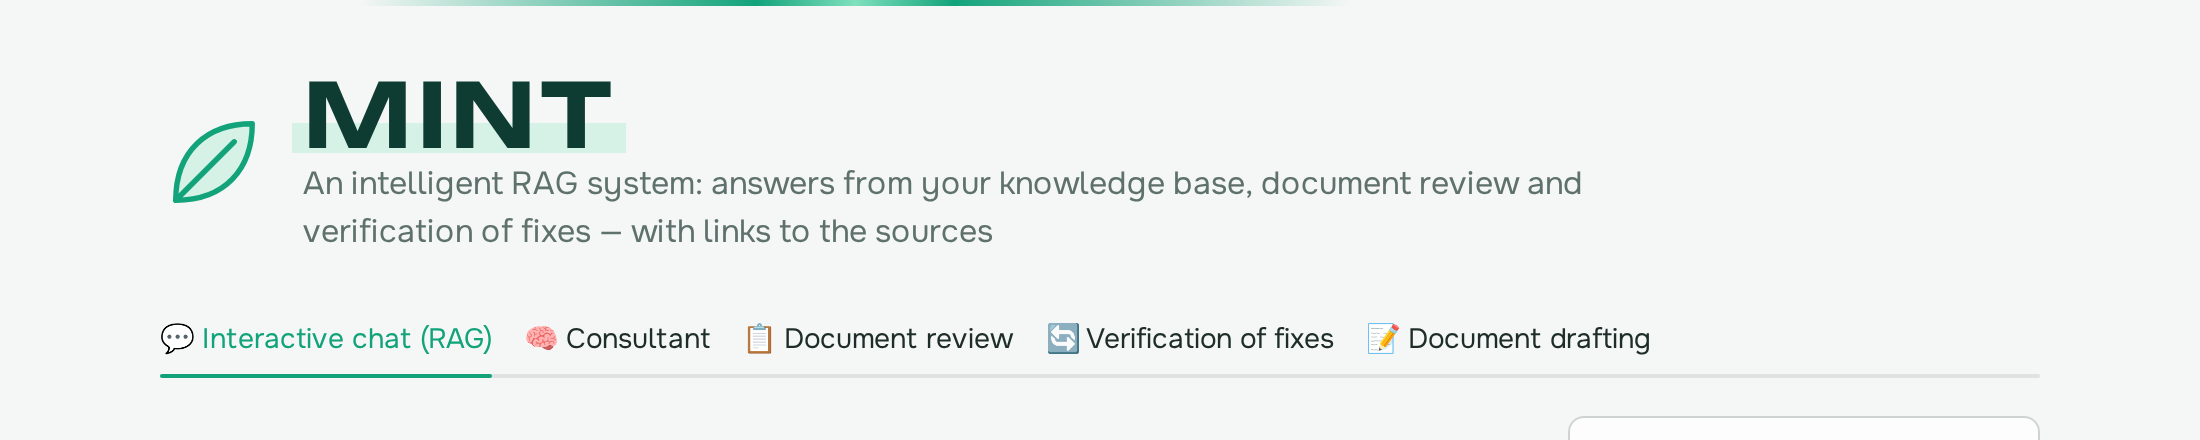 MINT
An intelligent RAG system: answers from your knowledge base, document review and
verification of fixes — with links to the sources
💬 Interactive chat (RAG) 🧠 Consultant 📋 Document review 🔄 Verification of fixes 📝 Document drafting